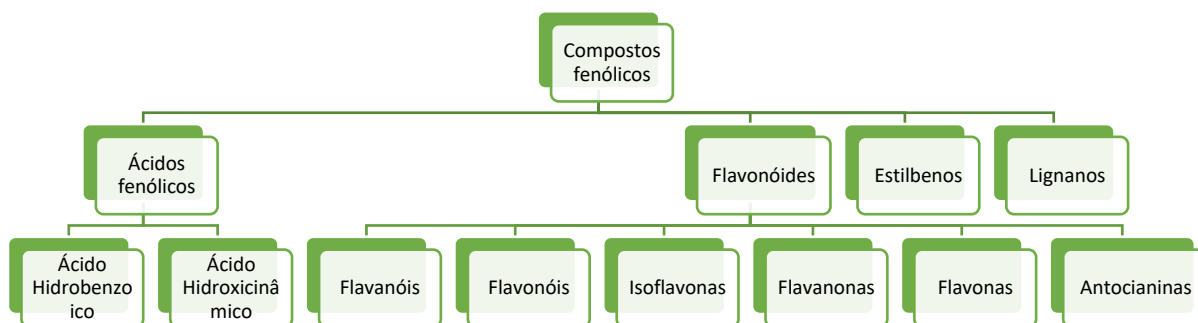 Compostos
fenólicos
Ácidos
fenólicos
Flavonóides
Estilbenos
Lignanos
Ácido
Hidrobenzo
ico
Ácido
Hidroxicinâ
mico
Flavanóis
Flavonóis
Isoflavonas
Flavanonas
Flavonas
Antocianinas